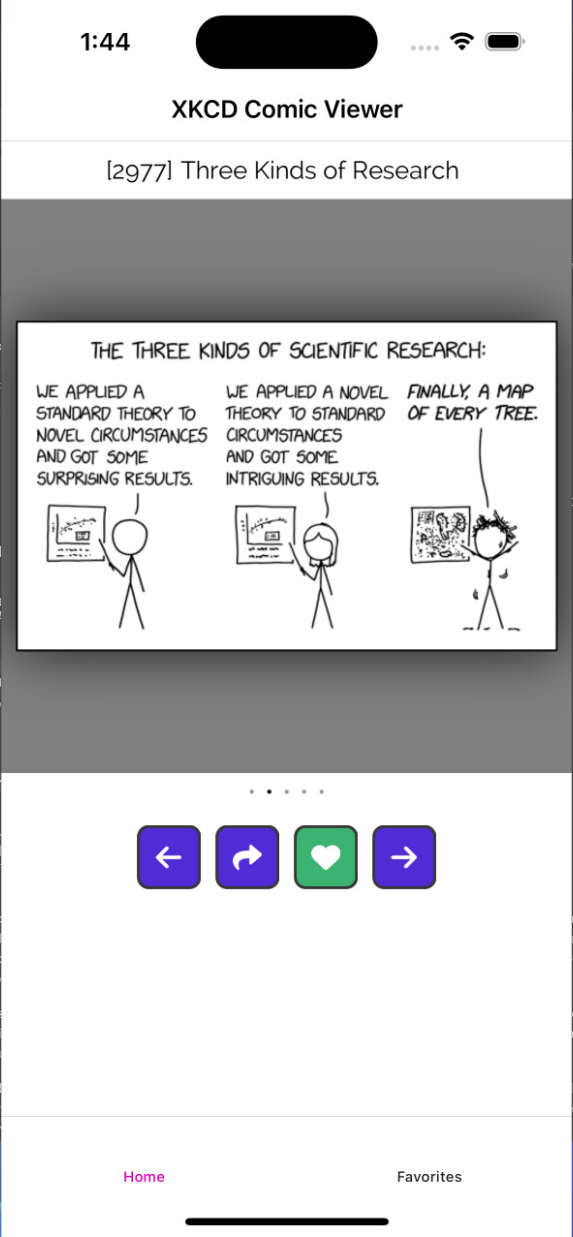 1:44
XKCD Comic Viewer
[2977] Three Kinds of Research
THE THREE KINDS OF SCIENTIFIC RESEARCH:
WE APPLIED A
STANDARD THEORY TO
NOVEL CIRCUMSTANCES
AND GOT SOME
SURPRISING RESULTS.
WE APPLIED A NOVEL
THEORY TO STANDARD
CIRCUMSTANCES
AND GOT SOME
INTRIGUING RESULTS.
FINALLY, A MAP
OF EVERY TREE.
Home
Favorites